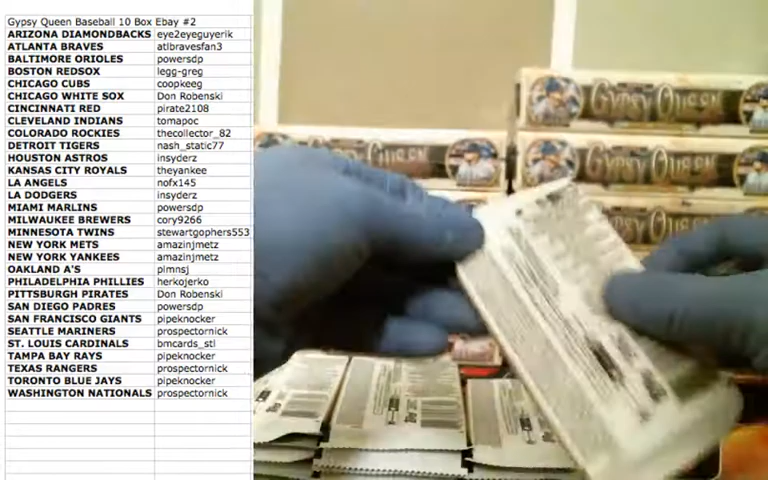 Gypsy Queen Baseball 10 Box Ebay #2
ARIZONA DIAMONDBACKS eye2eyeguyerik
ATLANTA BRAVES atlbravesfan3
BALTIMORE ORIOLES powersdp
BOSTON REDSOX legg-greg
CHICAGO CUBS coopkeeg
CHICAGO WHITE SOX Don Robenski
CINCINNATI RED pirate2108
CLEVELAND INDIANS tomapoc
COLORADO ROCKIES thecollector_82
DETROIT TIGERS nash_static77
HOUSTON ASTROS insyderz
KANSAS CITY ROYALS theyankee
LA ANGELS nofx145
LA DODGERS insyderz
MIAMI MARLINS powersdp
MILWAUKEE BREWERS cory9266
MINNESOTA TWINS stewartgophers553
NEW YORK METS amazinjmetz
NEW YORK YANKEES amazinjmetz
OAKLAND A'S plmnsj
PHILADELPHIA PHILLIES herkojerko
PITTSBURGH PIRATES Don Robenski
SAN DIEGO PADRES powersdp
SAN FRANCISCO GIANTS pipeknocker
SEATTLE MARINERS prospectornick
ST. LOUIS CARDINALS bmcards_stl
TAMPA BAY RAYS pipeknocker
TEXAS RANGERS prospectornick
TORONTO BLUE JAYS pipeknocker
WASHINGTON NATIONALS prospectornick
GYPSY QUEEN
GYPSY QUEEN
GYPSY QUEEN